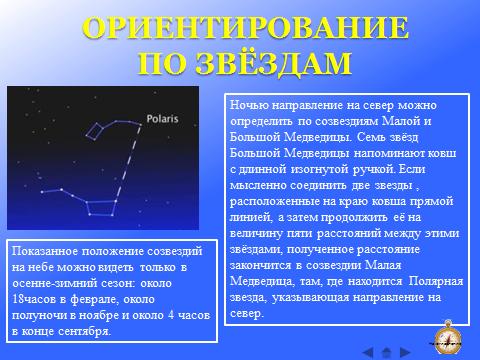 ОРИЕНТИРОВАНИЕ
ПО ЗВЁЗДАМ
Polaris
Показанное положение созвездий
на небе можно видеть только в
осенне-зимний сезон: около
18часов в феврале, около
полуночи в ноябре и около 4 часов
в конце сентября.
Ночью направление на север можно
определить по созвездиям Малой и
Большой Медведицы. Семь звёзд
Большой Медведицы напоминают ковш
с длинной изогнутой ручкой. Если
мысленно соединить две звезды ,
расположенные на краю ковша прямой
линией, а затем продолжить её на
величину пяти расстояний между этими
звёздами, полученное расстояние
закончится в созвездии Малая
Медведица, там, где находится Полярная
звезда, указывающая направление на
север.